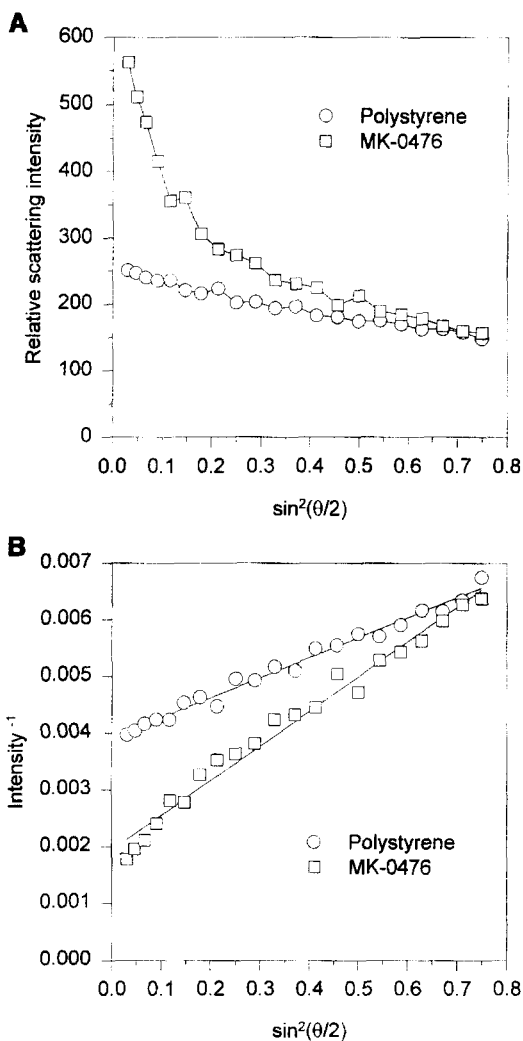 A
Relative scattering intensity
600
500
400
300
200
100
0
Polystyrene
MK-0476
0.0 0.1 0.2 0.3 0.4 0.5 0.6 0.7 0.8
sin²(θ/2)
B
Intensity ⁻¹
0.007
0.006
0.005
0.004
0.003
0.002
0.001
0.000
Polystyrene
MK-0476
0.0 0.1 0.2 0.3 0.4 0.5 0.6 0.7 0.8
sin²(θ/2)